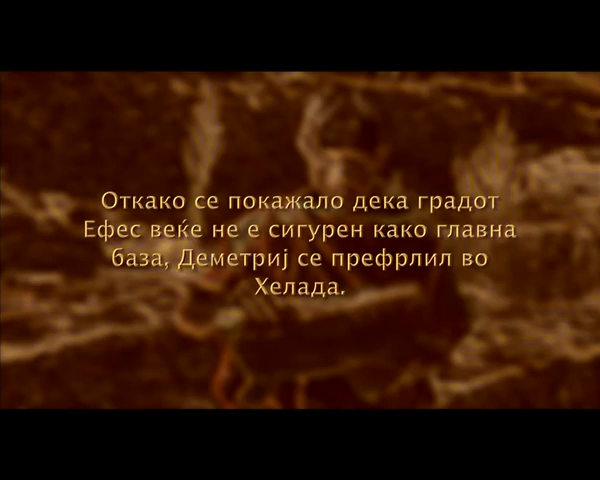 Откако се покажало дека градот
Ефес веќе не е сигурен како главна
база, Деметриј се префрлил во
Хелада.